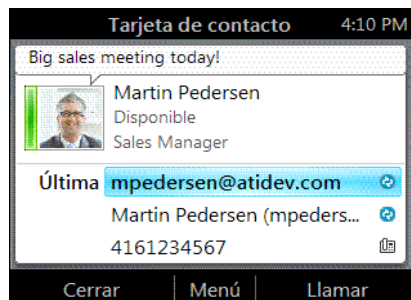 Tarjeta de contacto 4:10 PM
Big sales meeting today!
Martin Pedersen
Disponible
Sales Manager
Última mpedersen@atidev.com
Martin Pedersen (mpeders...
4161234567
Cerrar Menú Llamar